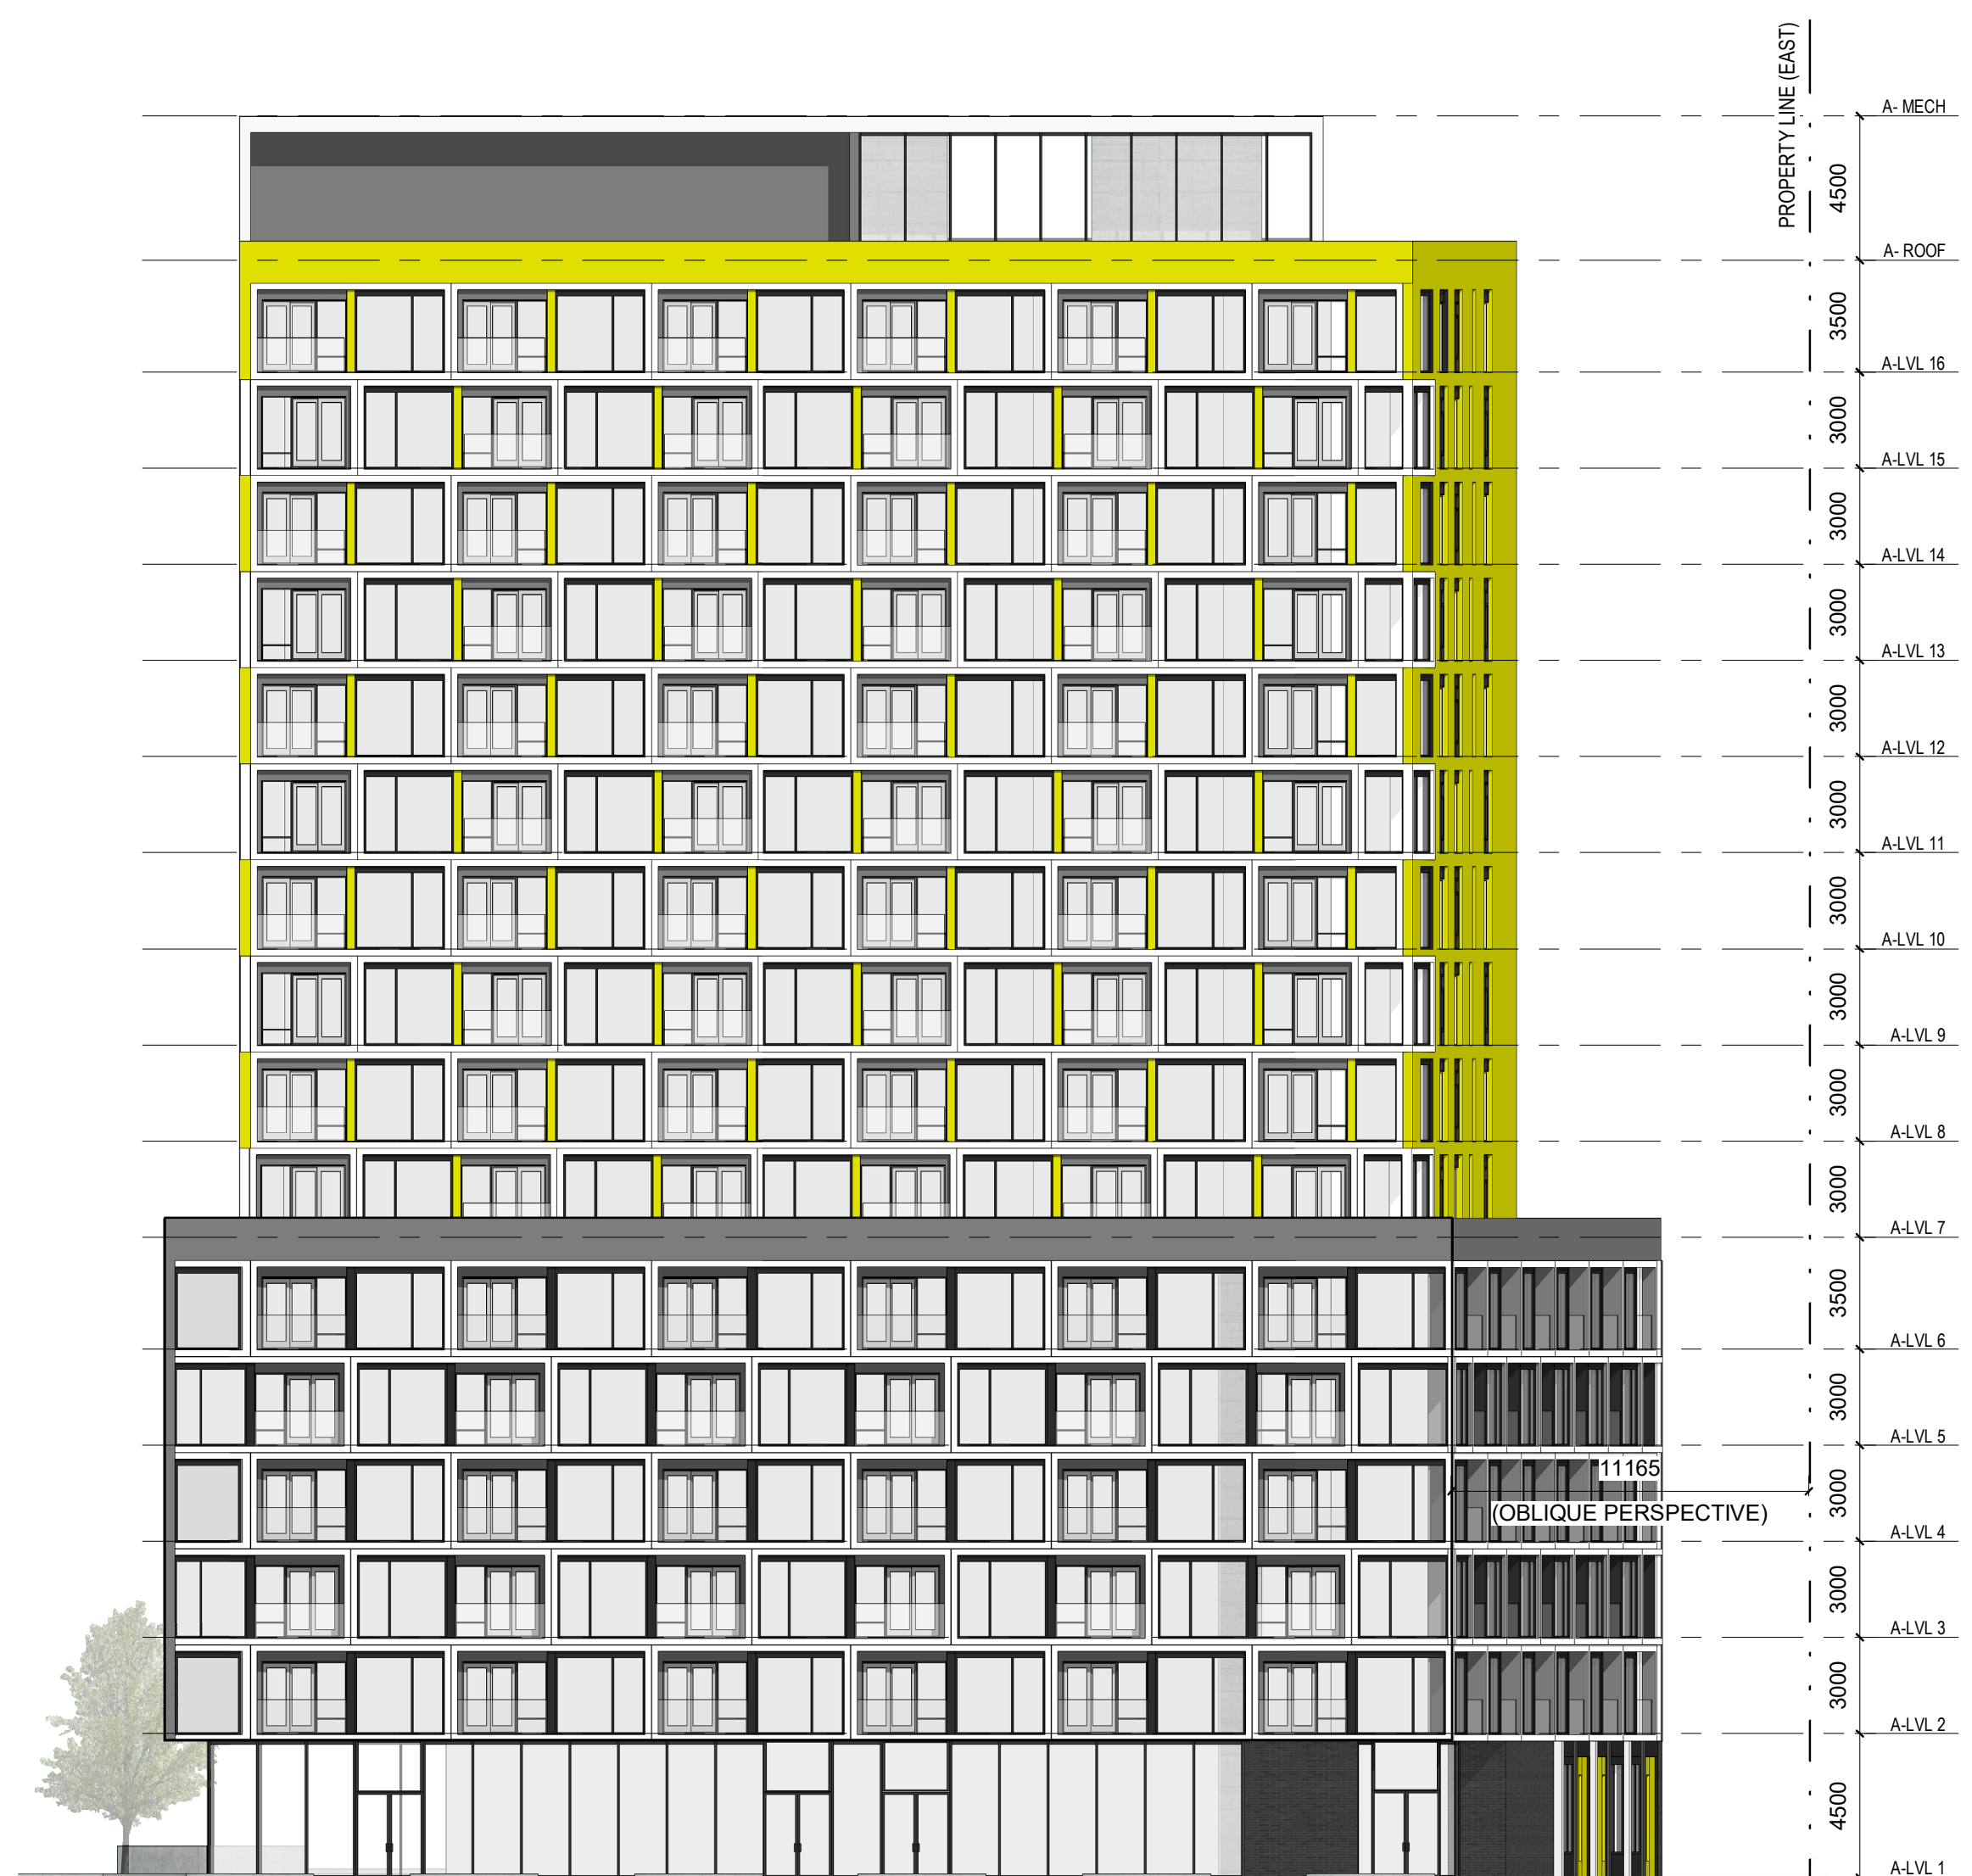 PROPERTY LINE (EAST)
A- MECH
4500
A- ROOF
3500
A-LVL 16
3000
A-LVL 15
3000
A-LVL 14
3000
A-LVL 13
3000
A-LVL 12
3000
A-LVL 11
3000
A-LVL 10
3000
A-LVL 9
3000
A-LVL 8
3000
A-LVL 7
3500
A-LVL 6
3000
A-LVL 5
11165
(OBLIQUE PERSPECTIVE)
3000
A-LVL 4
3000
A-LVL 3
3000
A-LVL 2
4500
A-LVL 1